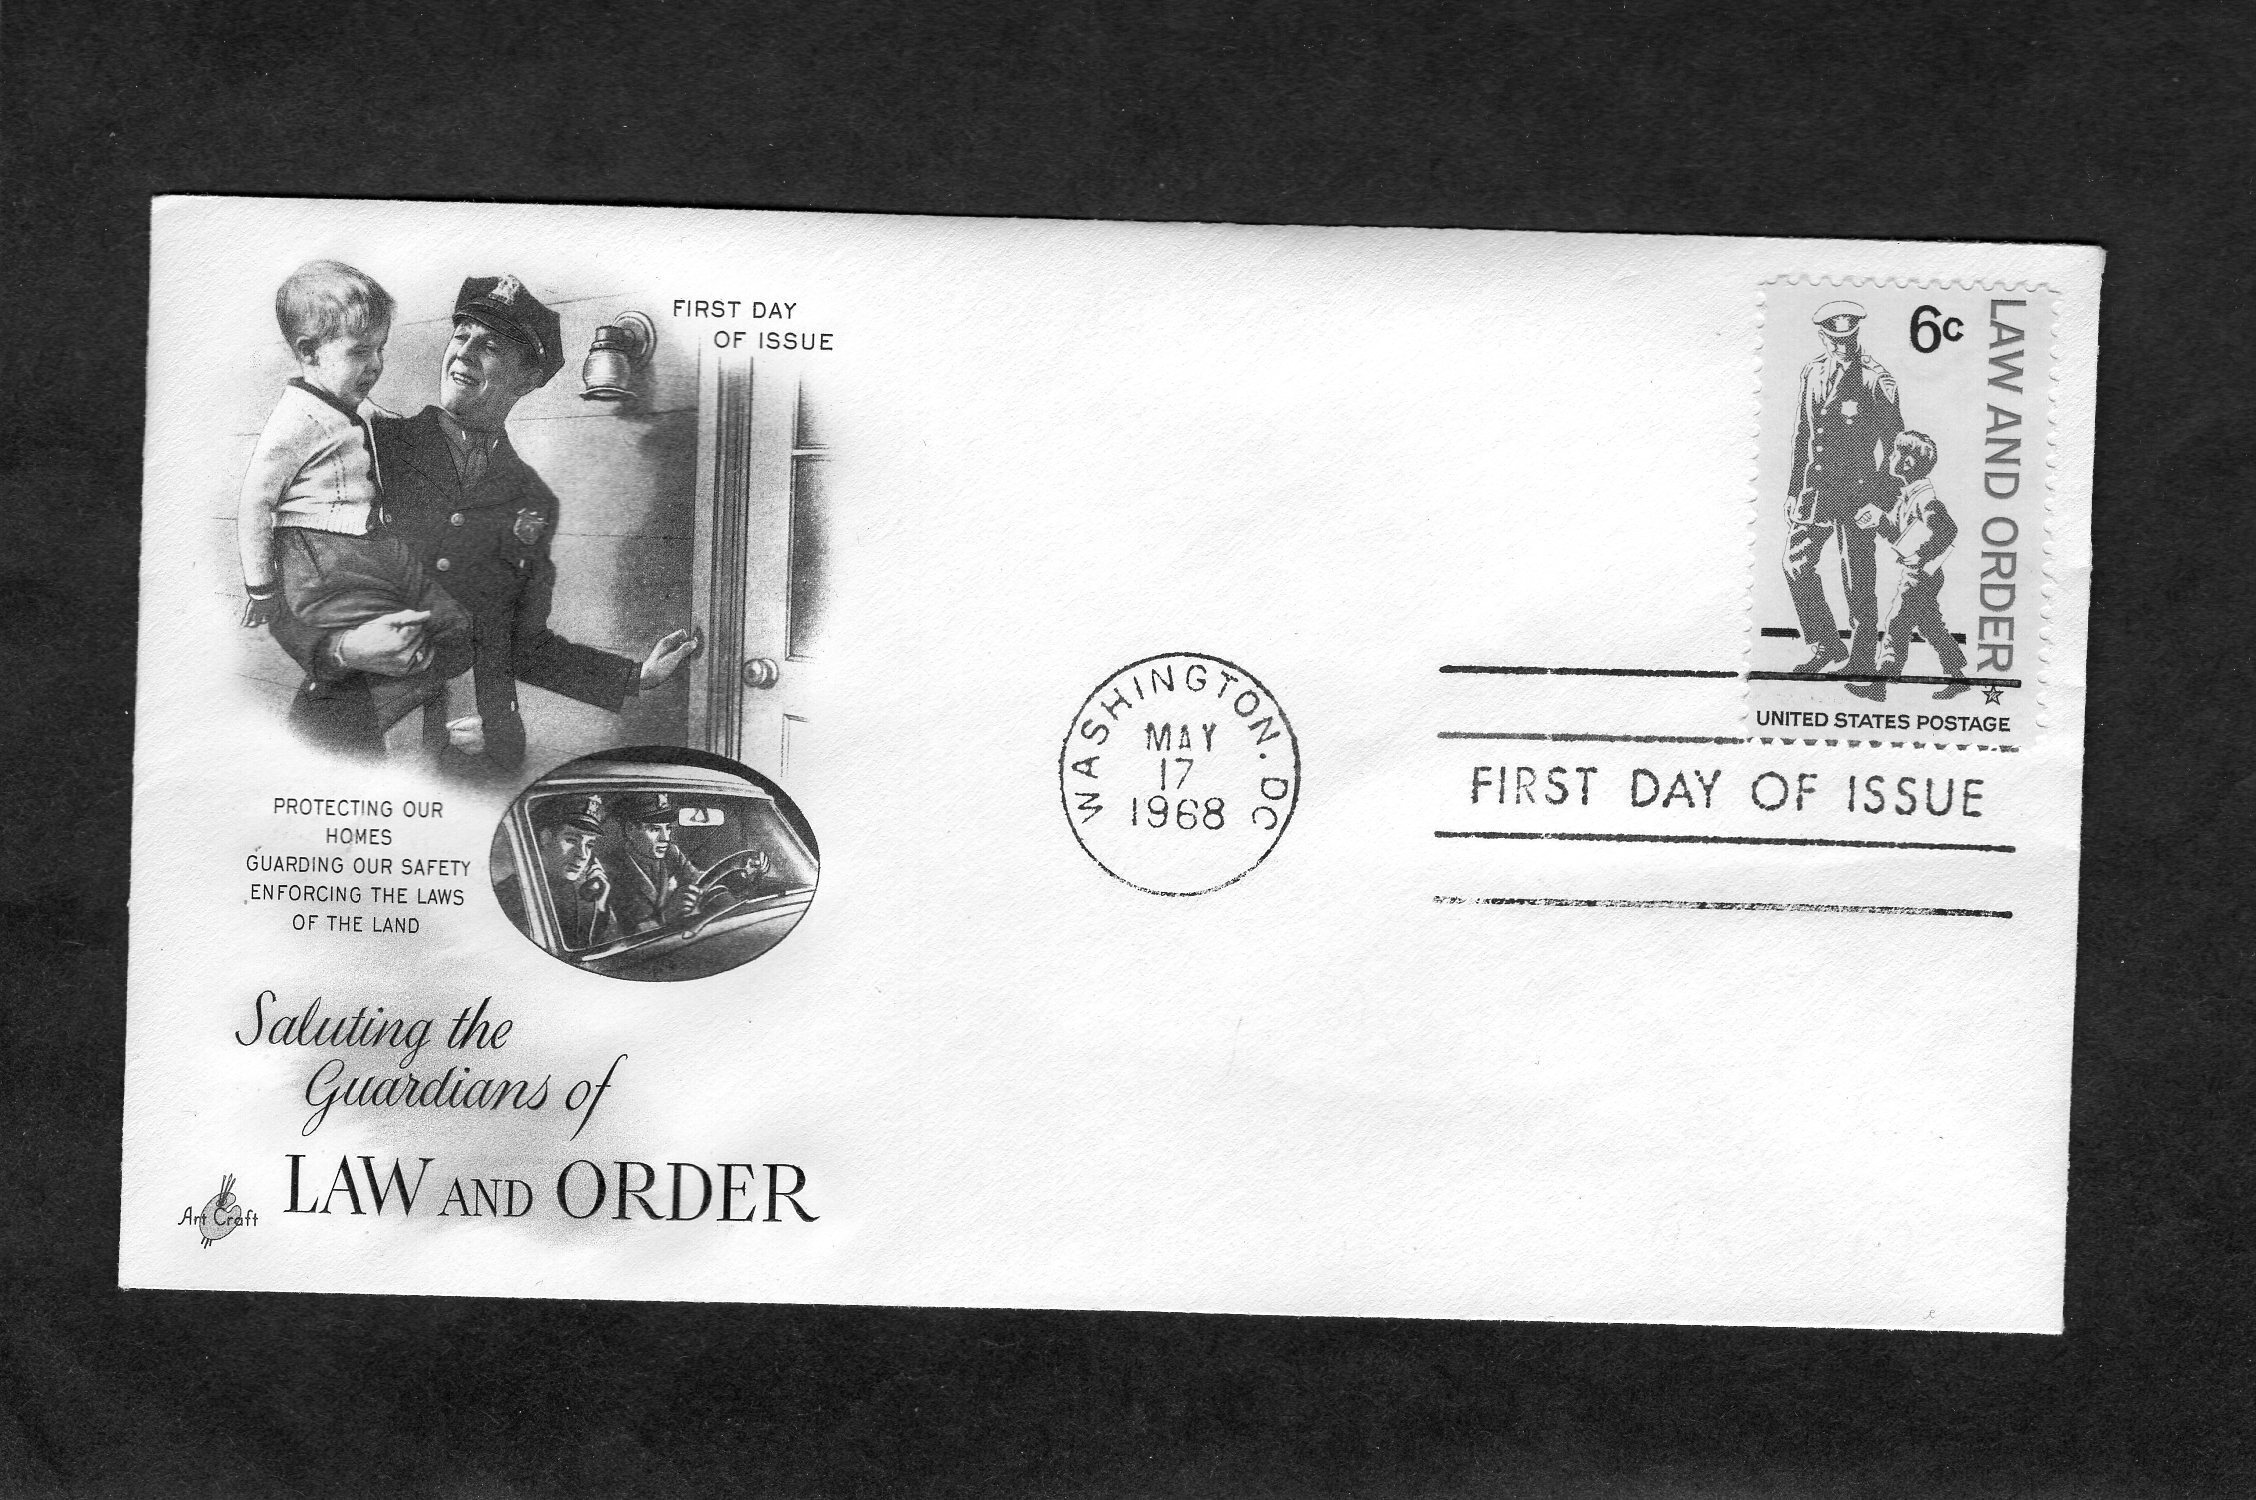 FIRST DAY
OF ISSUE
PROTECTING OUR
HOMES
GUARDING OUR SAFETY
ENFORCING THE LAWS
OF THE LAND
Saluting the
Guardians of
LAW AND ORDER
Art Craft
WASHINGTON. DC
MAY
17
1968
6c
LAW AND ORDER
UNITED STATES POSTAGE
FIRST DAY OF ISSUE